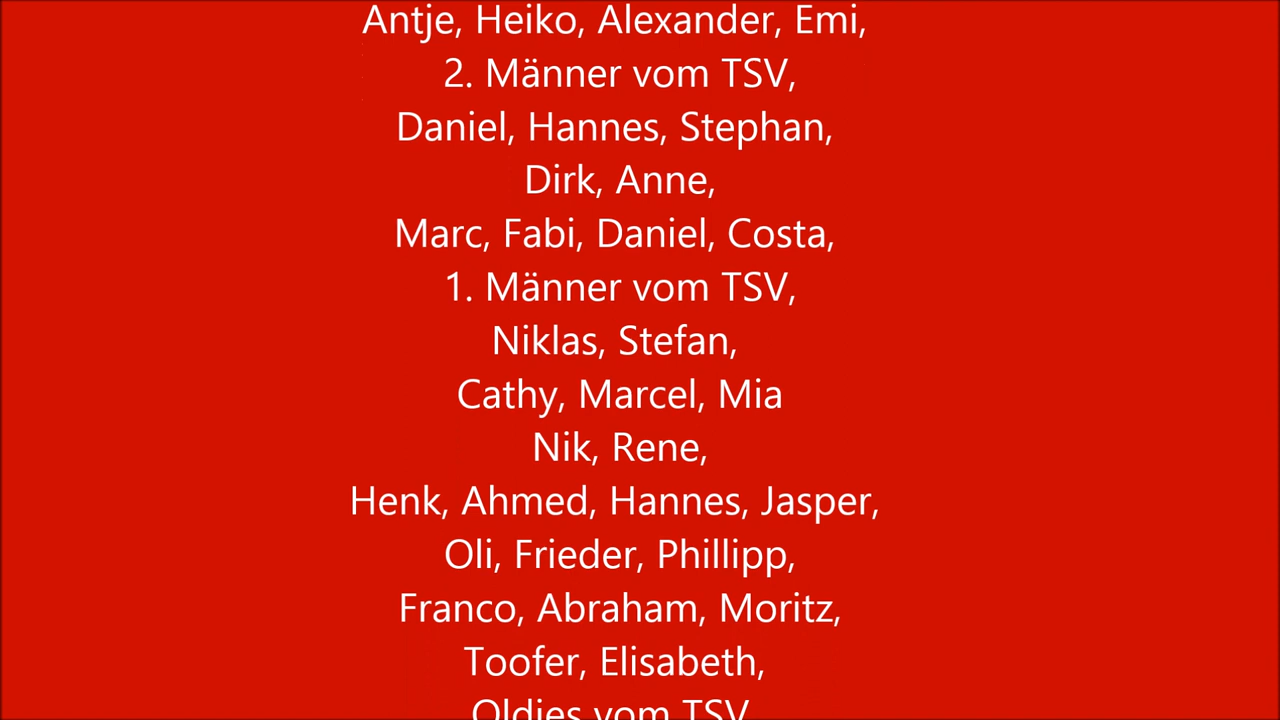 Antje, Heiko, Alexander, Emi,
2. Männer vom TSV,
Daniel, Hannes, Stephan,
Dirk, Anne,
Marc, Fabi, Daniel, Costa,
1. Männer vom TSV,
Niklas, Stefan,
Cathy, Marcel, Mia
Nik, Rene,
Henk, Ahmed, Hannes, Jasper,
Oli, Frieder, Phillipp,
Franco, Abraham, Moritz,
Toofer, Elisabeth,
Oldies vom TSV